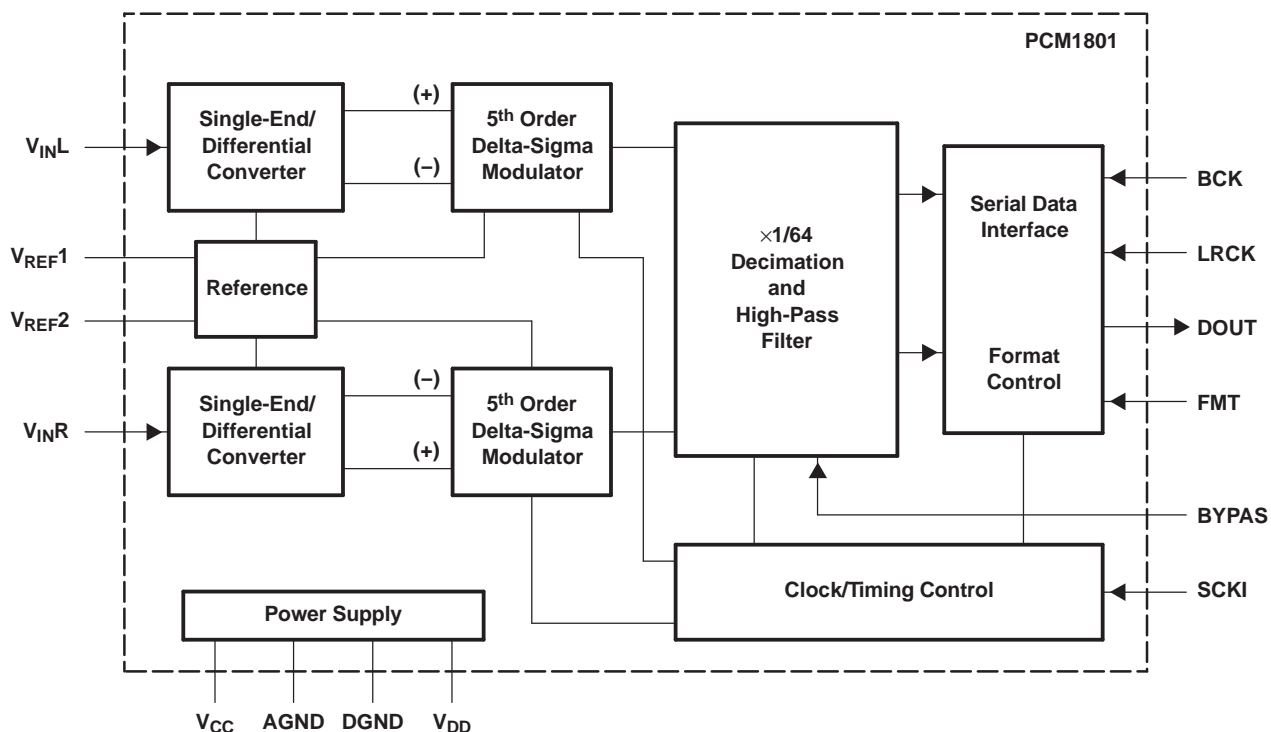 PCM1801
Single-End/
Differential
Converter
(+)
(–)
5th Order
Delta-Sigma
Modulator
VINL
VREF1
VREF2
Reference
×1/64
Decimation
and
High-Pass
Filter
Serial Data
Interface
Format
Control
BCK
LRCK
DOUT
FMT
BYPAS
SCKI
Single-End/
Differential
Converter
(–)
(+)
5th Order
Delta-Sigma
Modulator
VINR
Clock/Timing Control
Power Supply
VCC
AGND
DGND
VDD